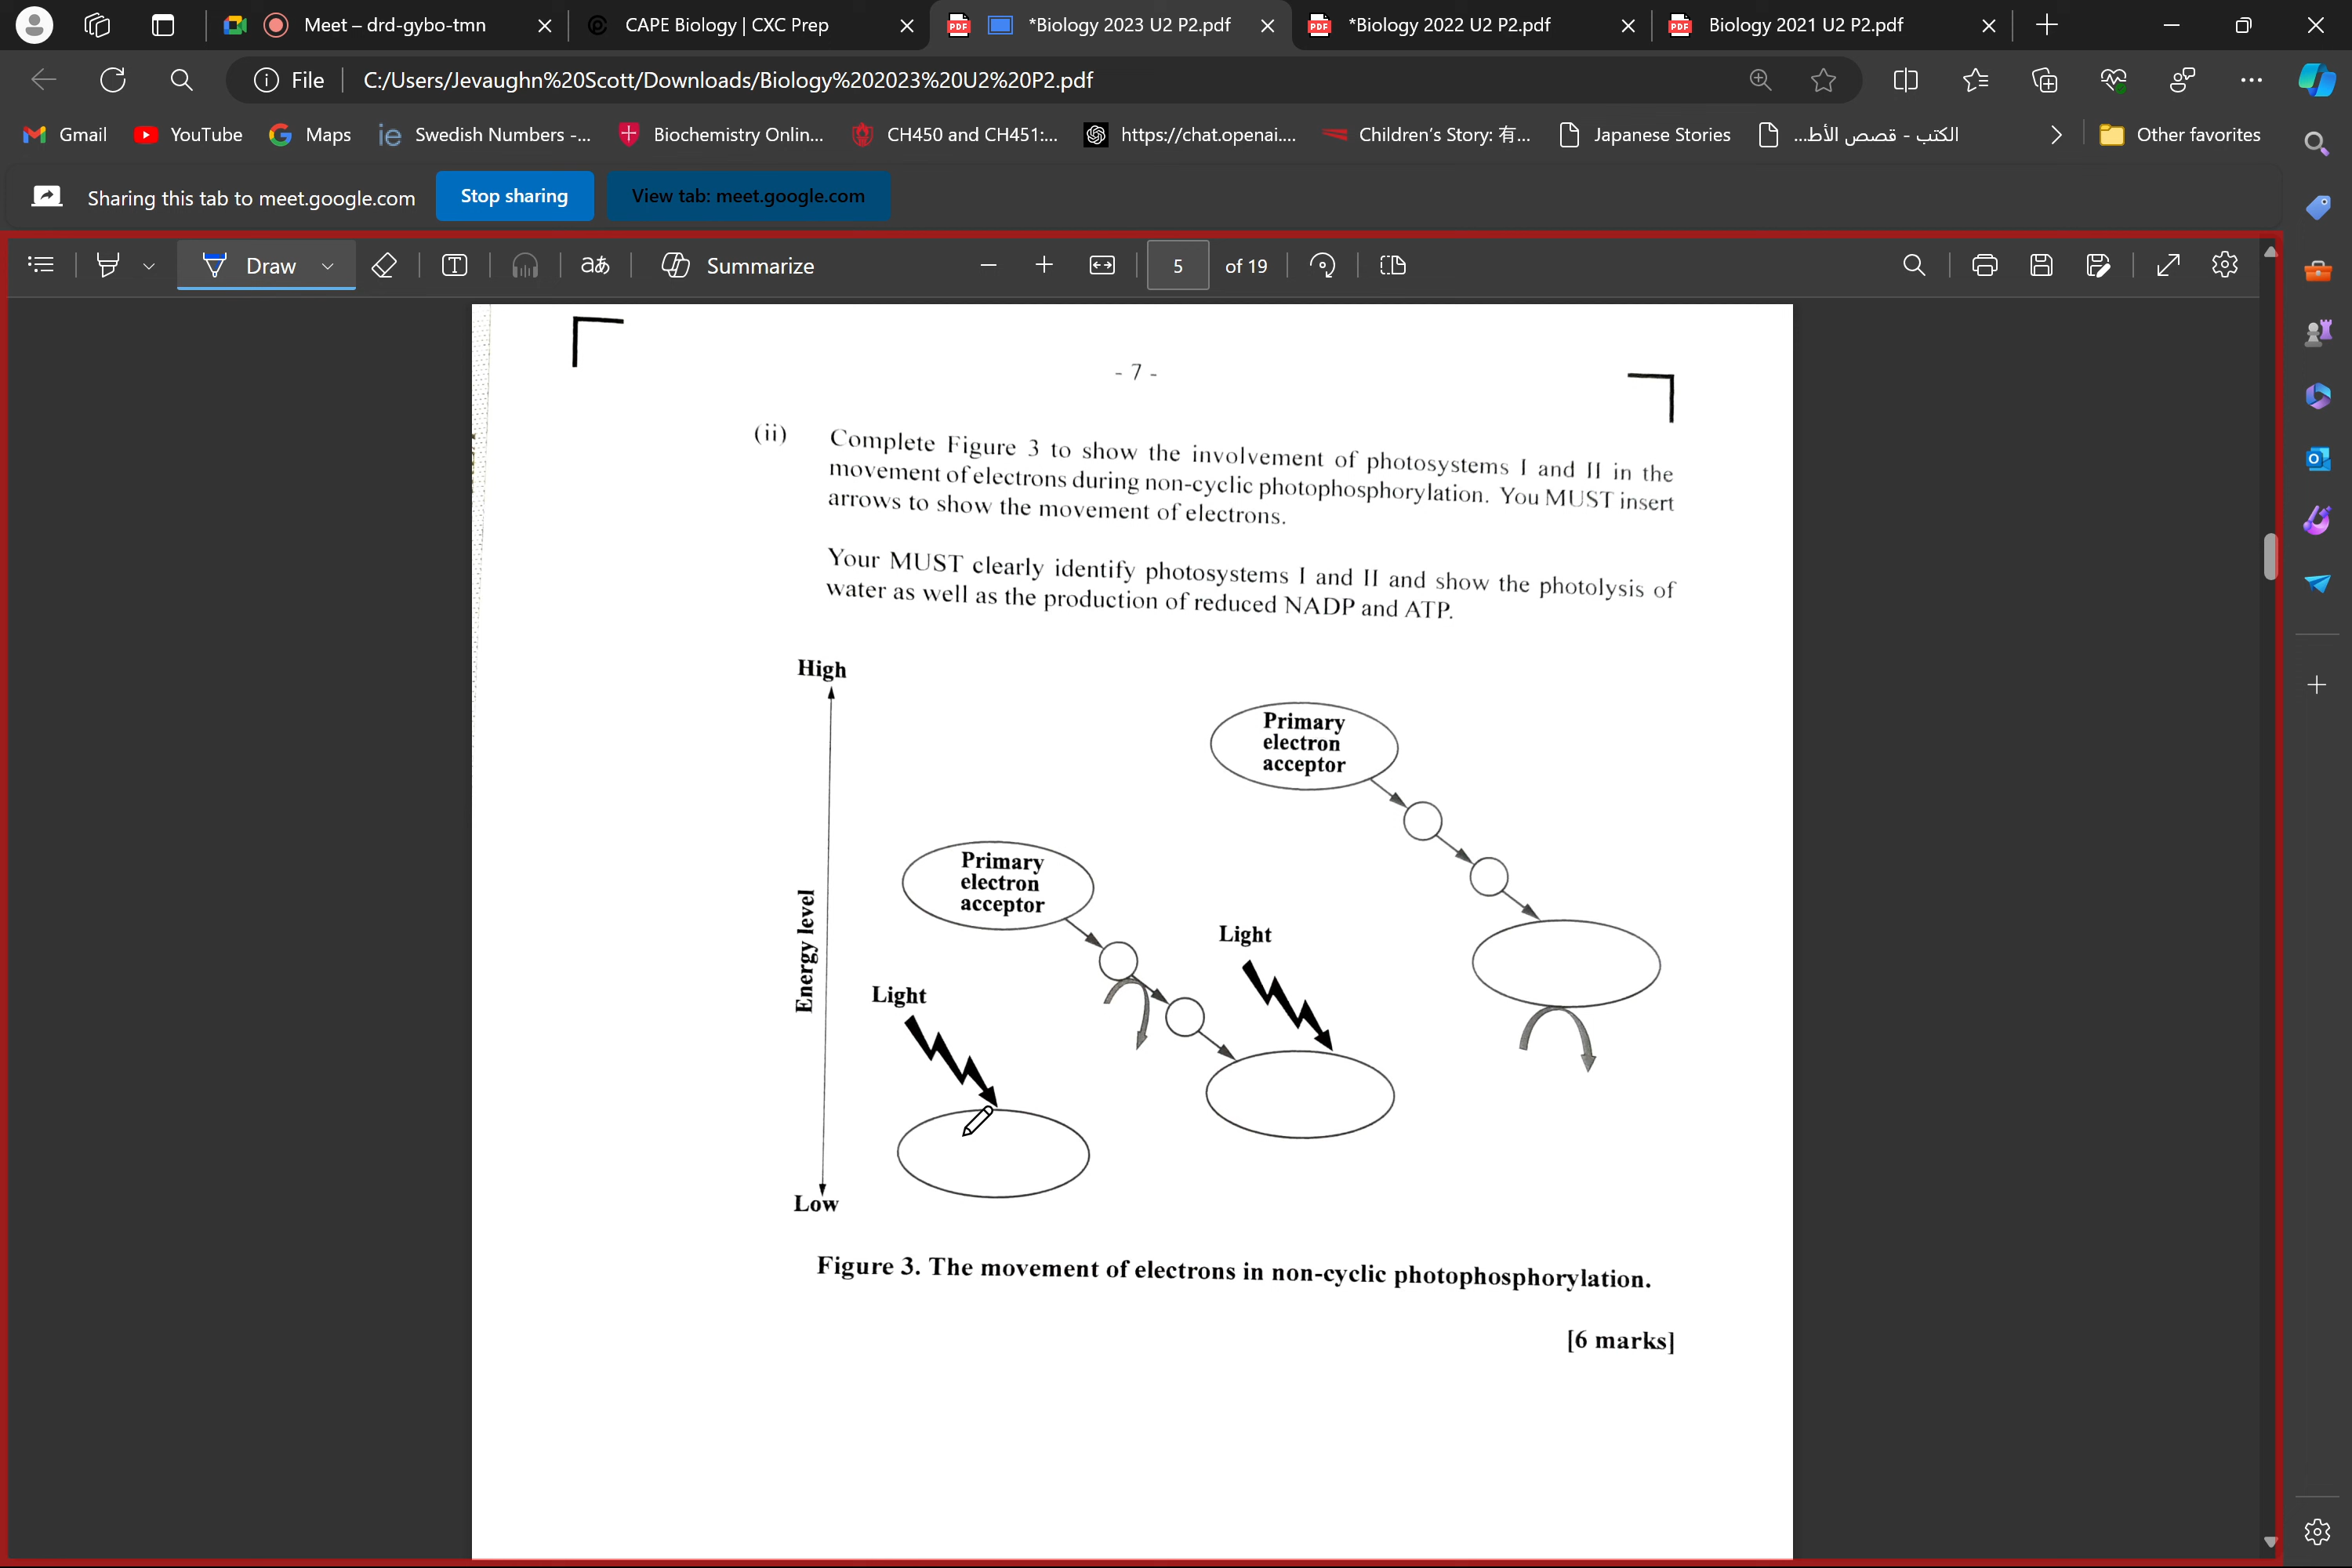 Meet – drd-gybo-tmn
CAPE Biology | CXC Prep
*Biology 2023 U2 P2.pdf
*Biology 2022 U2 P2.pdf
Biology 2021 U2 P2.pdf
File
C:/Users/Jevaughn%20Scott/Downloads/Biology%202023%20U2%20P2.pdf
Gmail
YouTube
Maps
Swedish Numbers -...
Biochemistry Onlin...
CH450 and CH451:...
https://chat.openai....
Children's Story: 有...
Japanese Stories
الكتب - قصص الأط...
Other favorites
Sharing this tab to meet.google.com
Stop sharing
View tab: meet.google.com
Draw
aあ
Summarize
5
of 19
- 7 -
(ii) Complete Figure 3 to show the involvement of photosystems I and II in the
movement of electrons during non-cyclic photophosphorylation. You MUST insert
arrows to show the movement of electrons.
Your MUST clearly identify photosystems I and II and show the photolysis of
water as well as the production of reduced NADP and ATP.
High
Primary
electron
acceptor
Primary
electron
acceptor
Energy level
Light
Light
Low
Figure 3. The movement of electrons in non-cyclic photophosphorylation.
[6 marks]